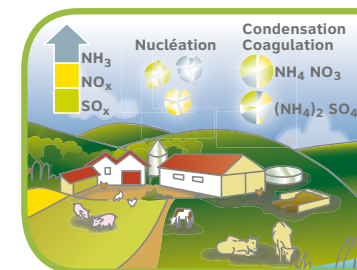 NH₃
NOₓ
SOₓ
Nucléation
Condensation
Coagulation
NH₄ NO₃
(NH₄)₂ SO₄